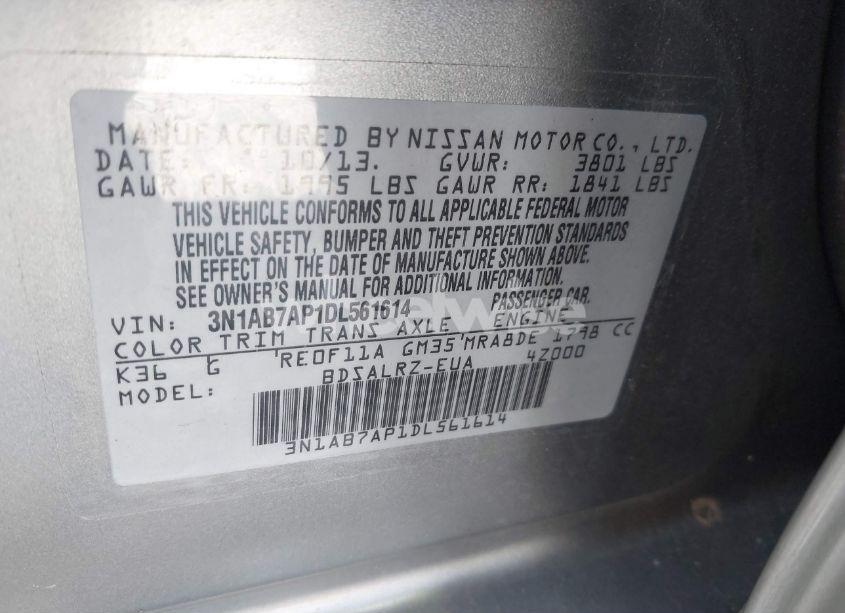 MANUFACTURED BY NISSAN MOTOR CO., LTD.
DATE: 10/13. GVWR: 3801 LBS
GAWR FR: 1995 LBS GAWR RR: 1841 LBS
THIS VEHICLE CONFORMS TO ALL APPLICABLE FEDERAL MOTOR
VEHICLE SAFETY, BUMPER AND THEFT PREVENTION STANDARDS
IN EFFECT ON THE DATE OF MANUFACTURE SHOWN ABOVE.
SEE OWNER'S MANUAL FOR ADDITIONAL INFORMATION.
VIN: 3N1AB7AP1DL561614 PASSENGER CAR.
COLOR TRIM TRANS AXLE ENGINE
K36 G RE0F11A GM35 MRA8DE 1798 CC
MODEL: BDSALRZ-EUA 4Z000
3N1AB7AP1DL561614